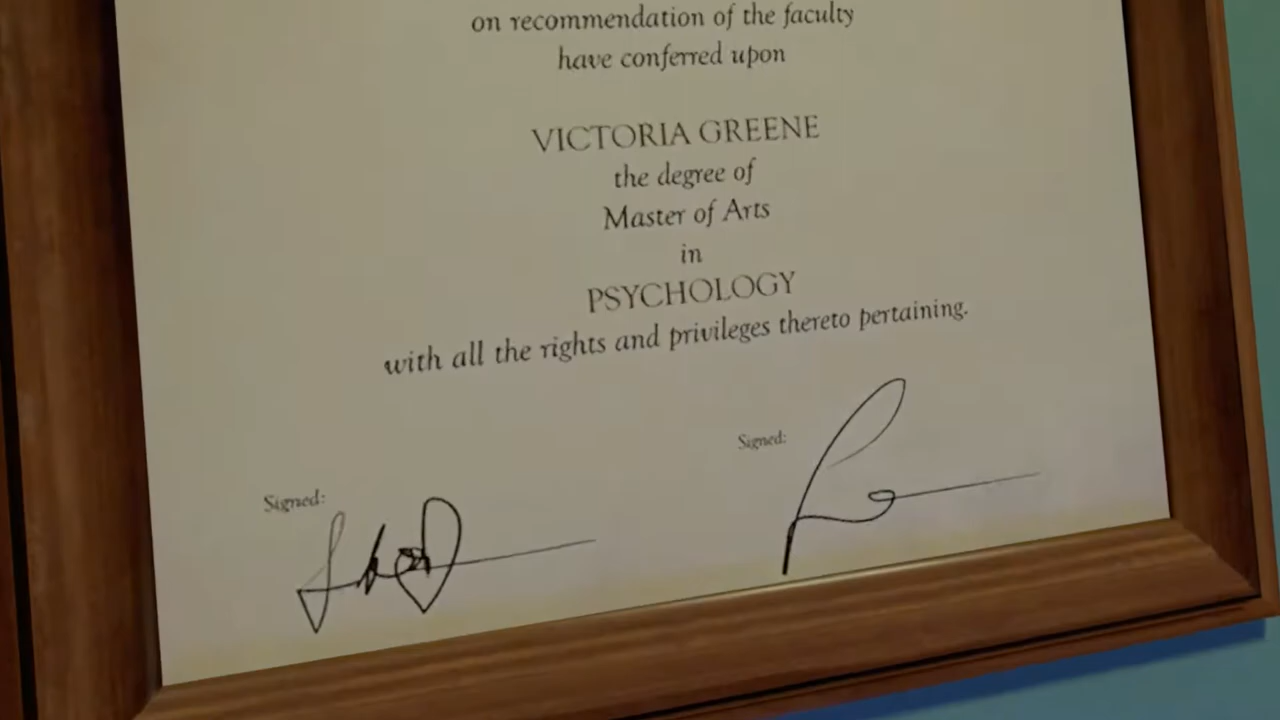 on recommendation of the faculty
have conferred upon
VICTORIA GREENE
the degree of
Master of Arts
in
PSYCHOLOGY
with all the rights and privileges thereto pertaining.
Signed:
Signed: